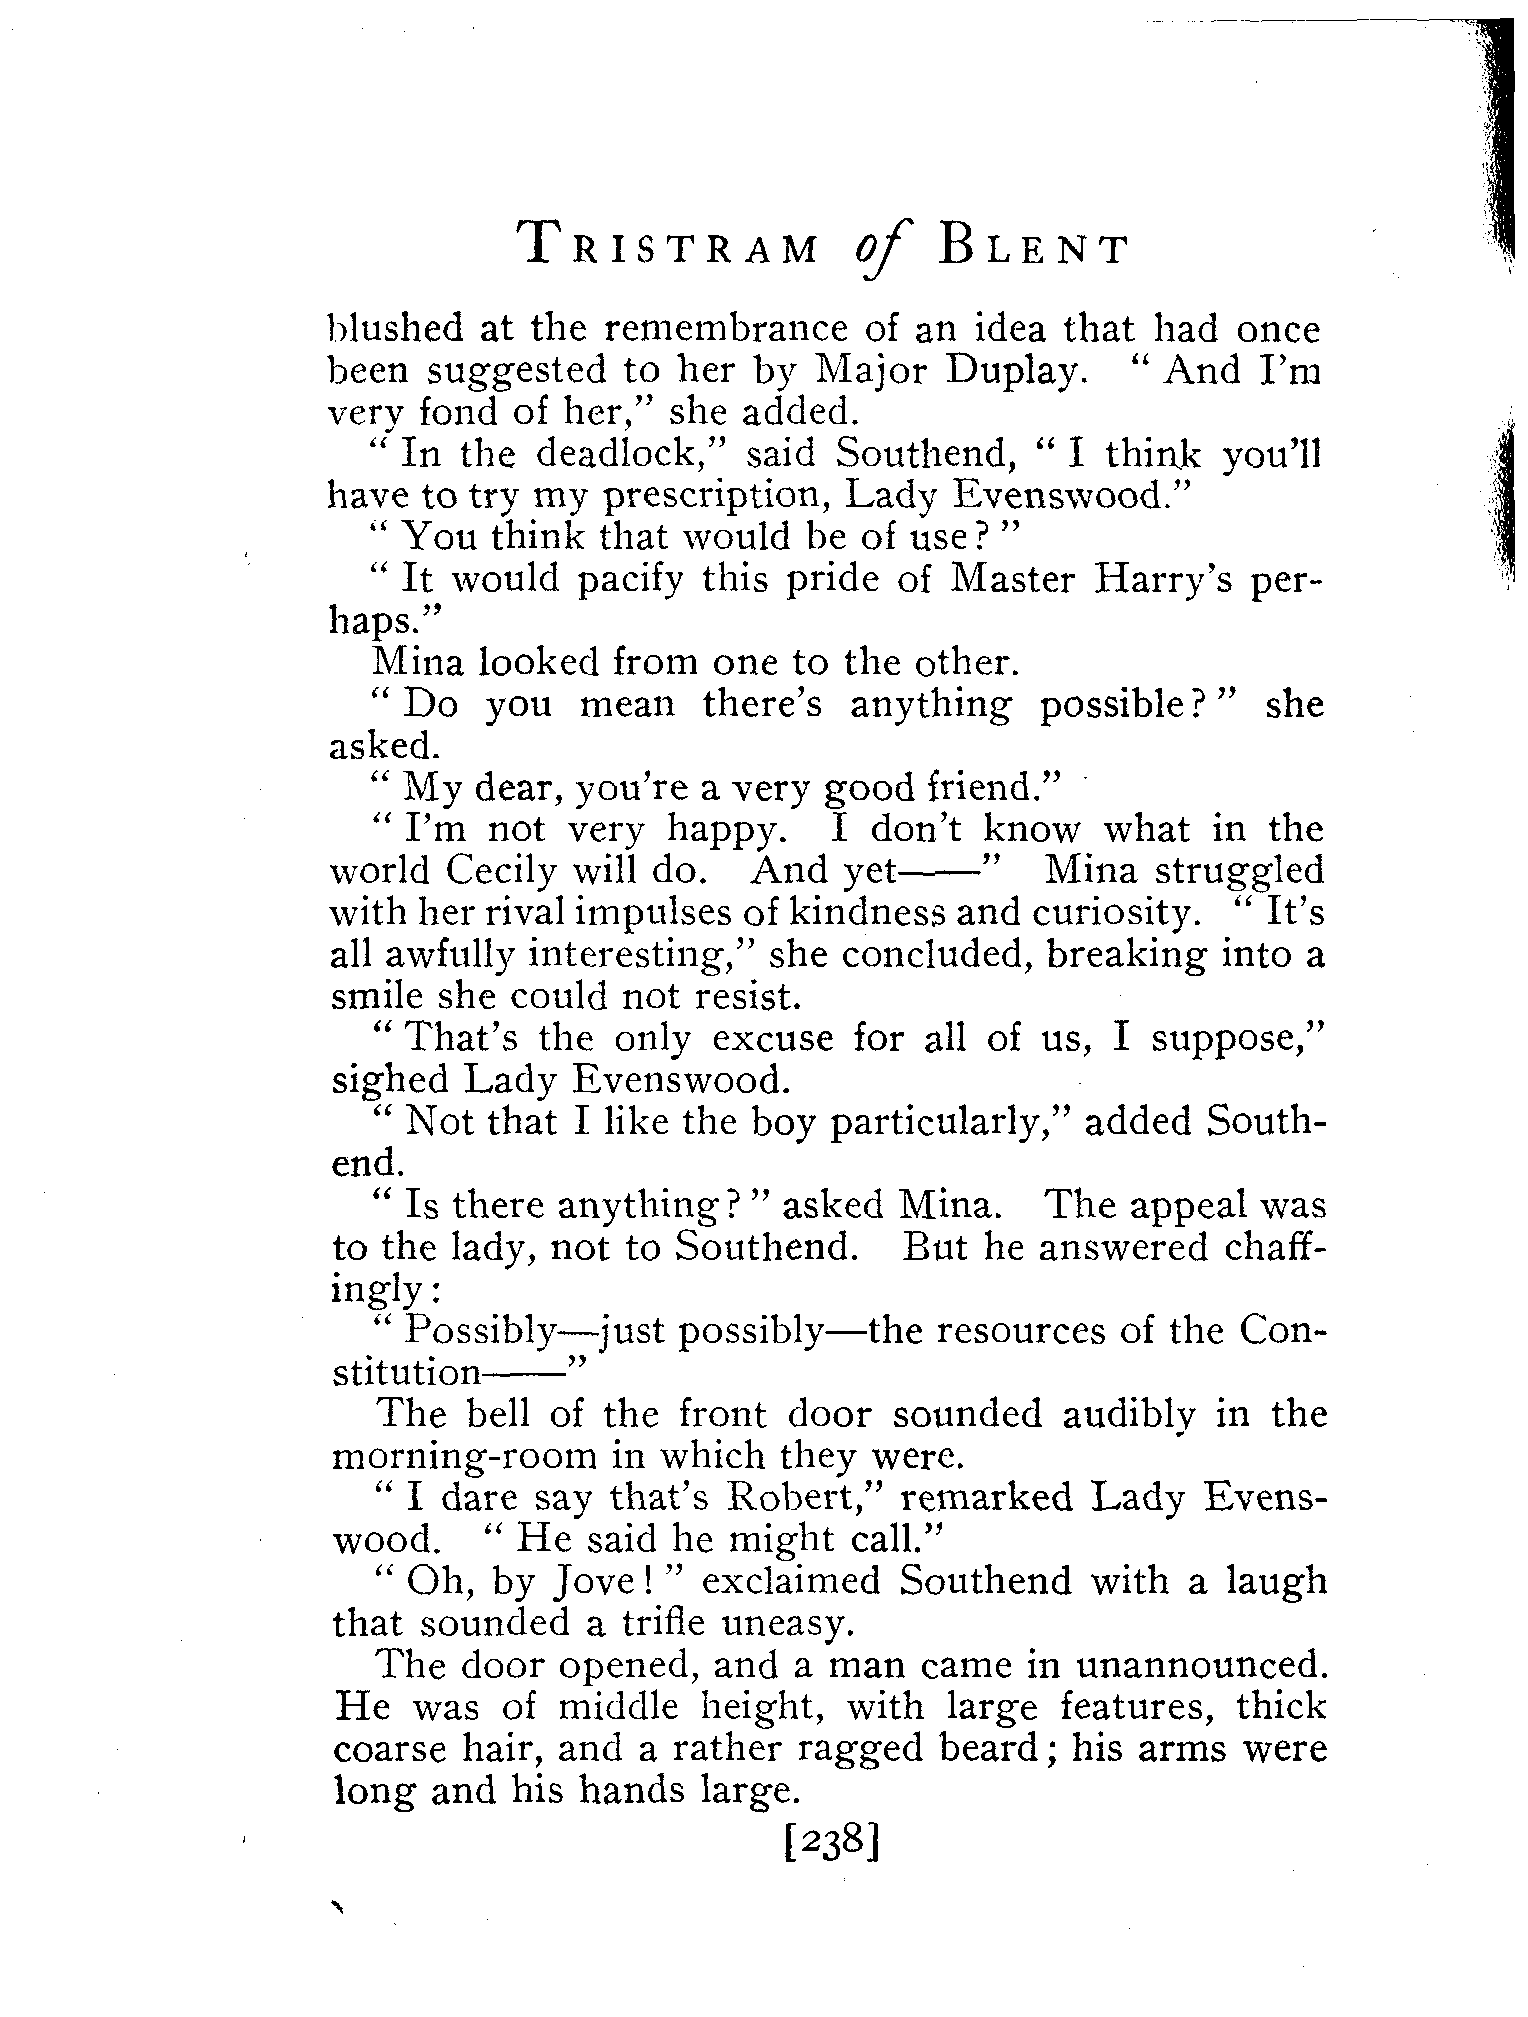 TRISTRAM of BLENT
blushed at the remembrance of an idea that had once
been suggested to her by Major Duplay. " And I'm
very fond of her," she added.
" In the deadlock," said Southend, " I think you'll
have to try my prescription, Lady Evenswood."
" You think that would be of use? "
" It would pacify this pride of Master Harry's per-
haps."
Mina looked from one to the other.
" Do you mean there's anything possible? " she
asked.
" My dear, you're a very good friend."
" I'm not very happy. I don't know what in the
world Cecily will do. And yet——" Mina struggled
with her rival impulses of kindness and curiosity. " It's
all awfully interesting," she concluded, breaking into a
smile she could not resist.
" That's the only excuse for all of us, I suppose,"
sighed Lady Evenswood.
" Not that I like the boy particularly," added South-
end.
" Is there anything? " asked Mina. The appeal was
to the lady, not to Southend. But he answered chaff-
ingly:
" Possibly—just possibly—the resources of the Con-
stitution——"
The bell of the front door sounded audibly in the
morning-room in which they were.
" I dare say that's Robert," remarked Lady Evens-
wood. " He said he might call."
" Oh, by Jove! " exclaimed Southend with a laugh
that sounded a trifle uneasy.
The door opened, and a man came in unannounced.
He was of middle height, with large features, thick
coarse hair, and a rather ragged beard; his arms were
long and his hands large.
[238]